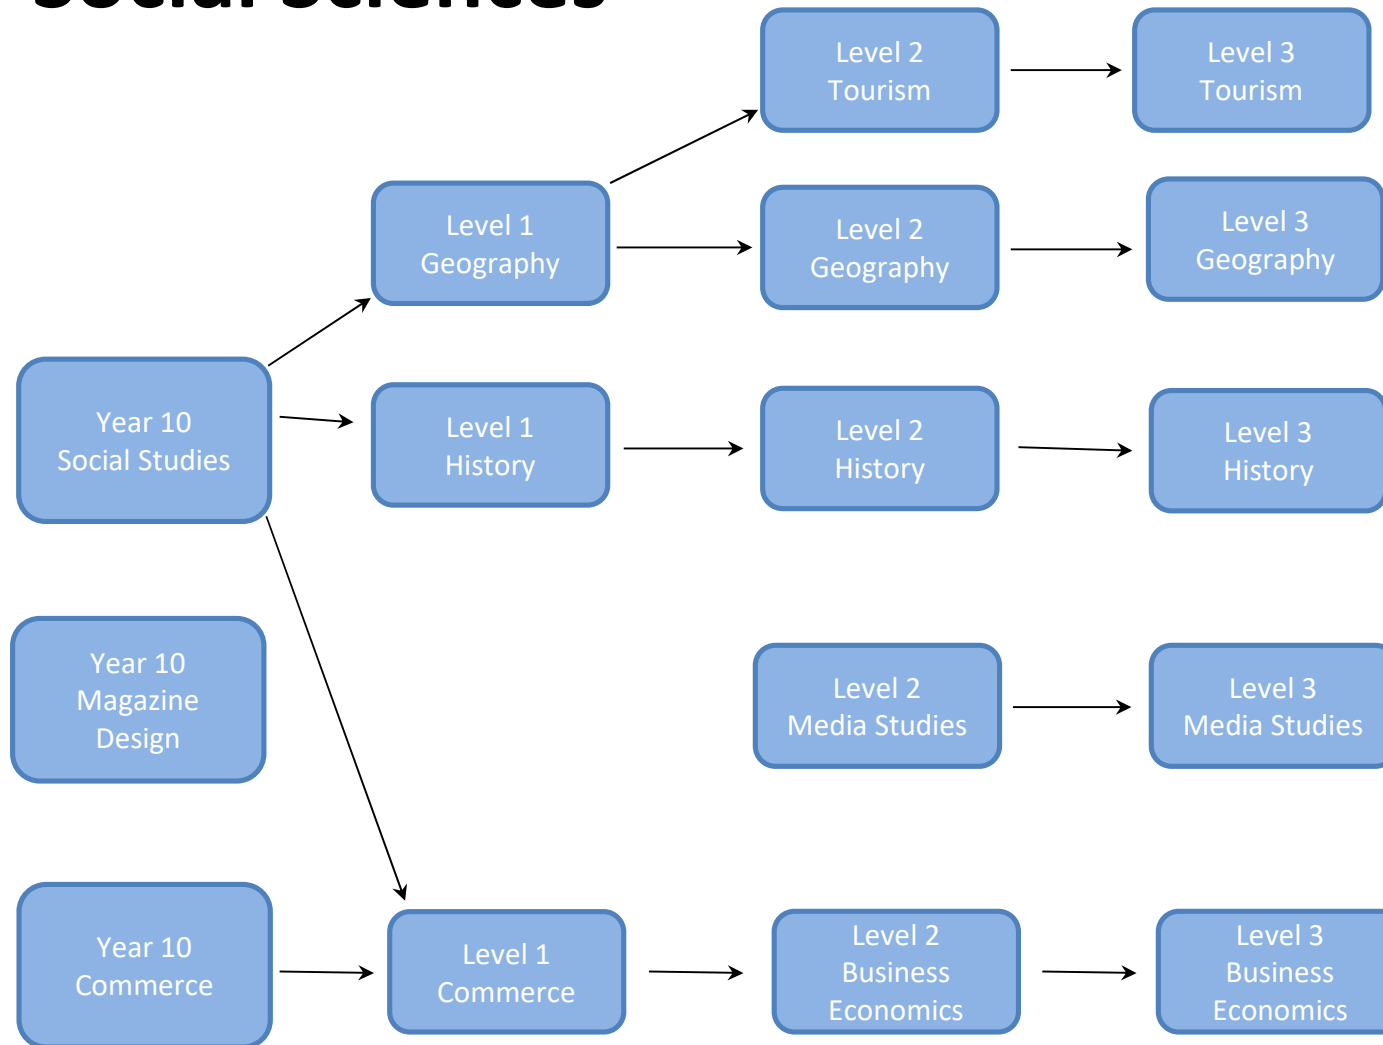 Social Sciences
Level 2
Tourism
Level 3
Tourism
Level 1
Geography
Level 2
Geography
Level 3
Geography
Year 10
Social Studies
Level 1
History
Level 2
History
Level 3
History
Year 10
Magazine
Design
Level 2
Media Studies
Level 3
Media Studies
Year 10
Commerce
Level 1
Commerce
Level 2
Business
Economics
Level 3
Business
Economics